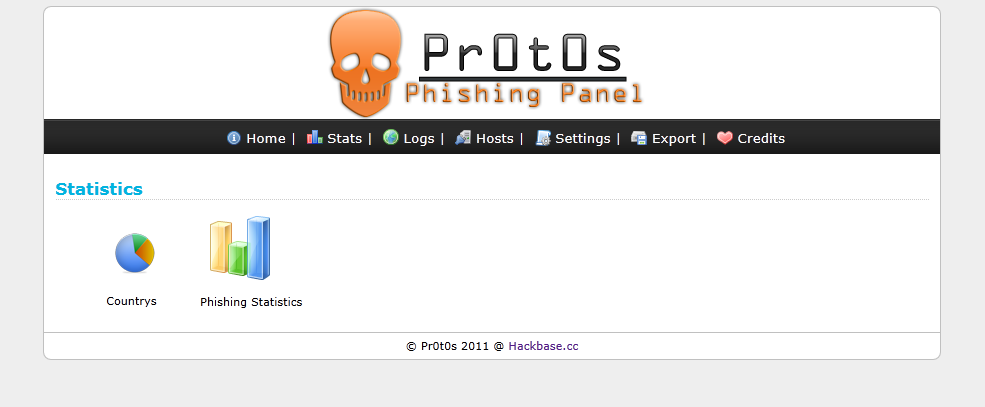 Pr0t0s
Phishing Panel
Home | Stats | Logs | Hosts | Settings | Export | Credits
Statistics
Countrys Phishing Statistics
© Pr0t0s 2011 @ Hackbase.cc